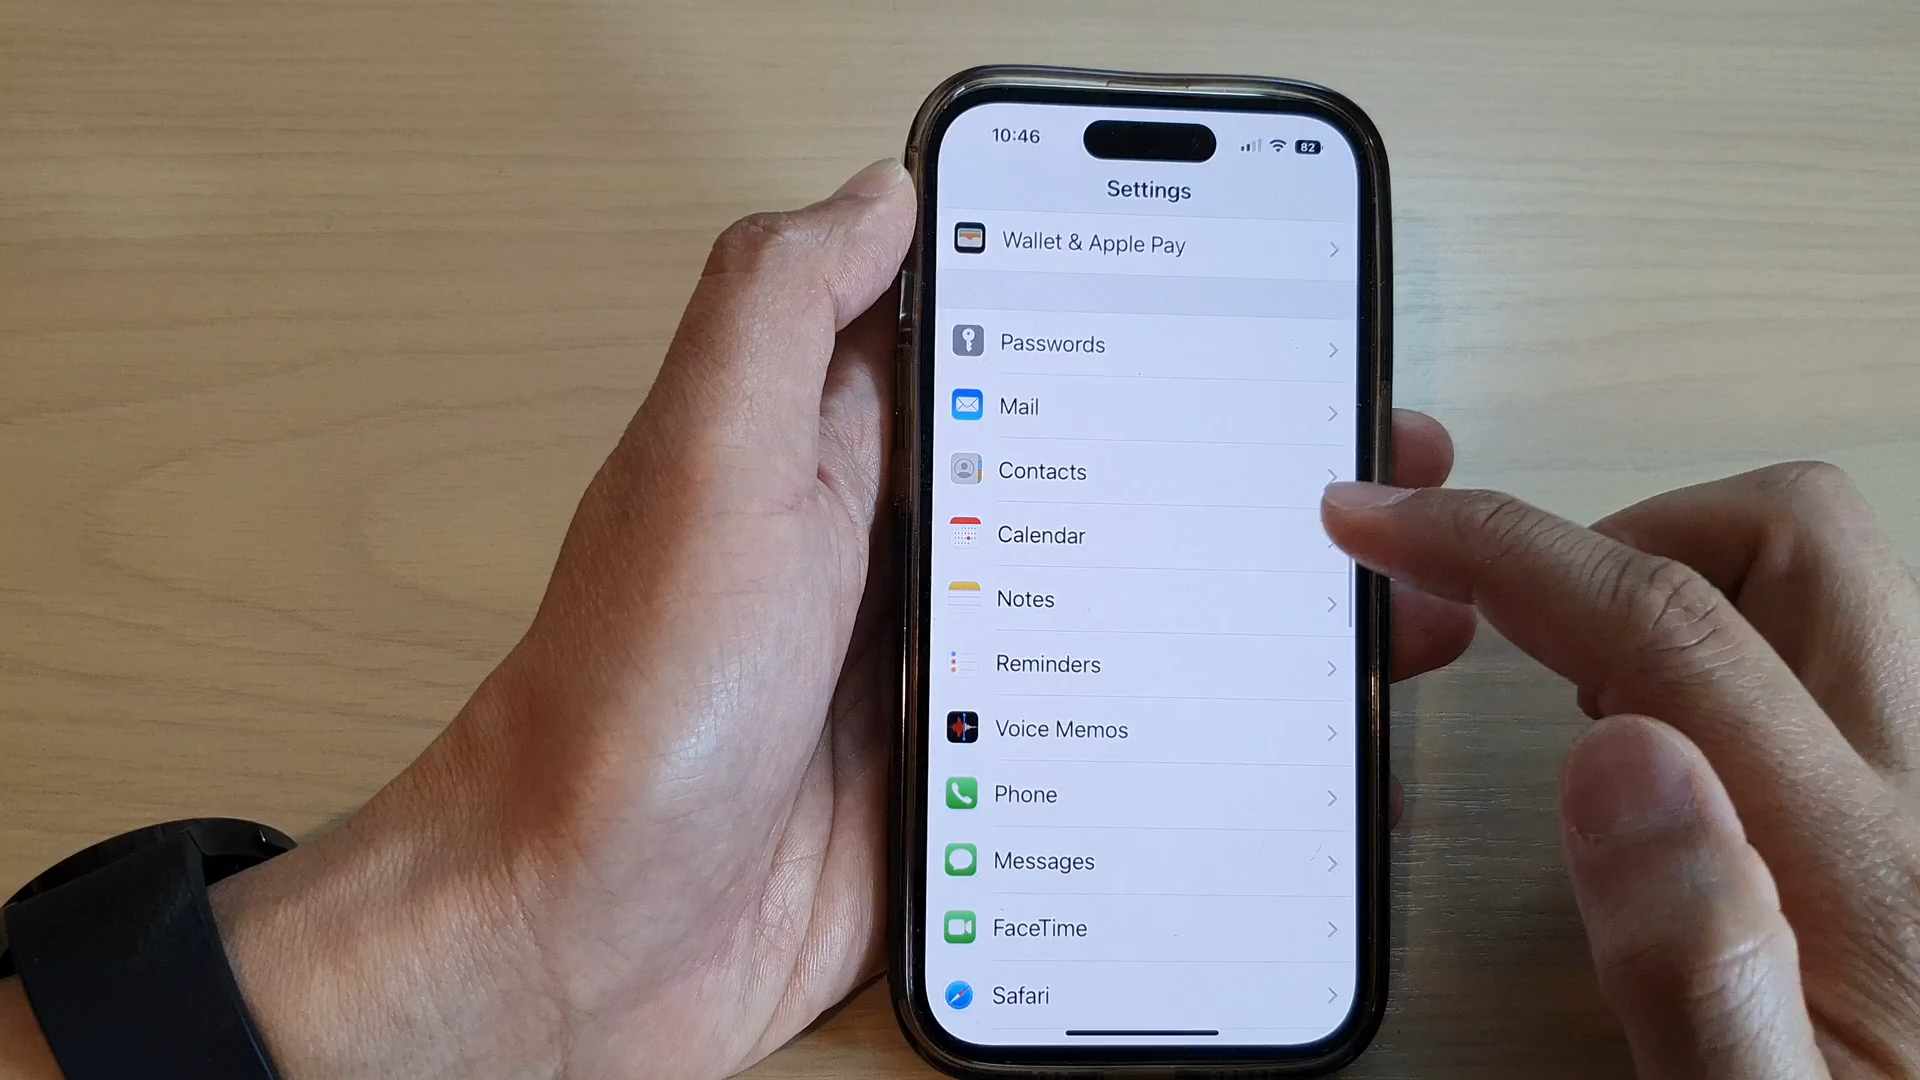 10:46
82
Settings
Wallet & Apple Pay
Passwords
Mail
Contacts
Calendar
Notes
Reminders
Voice Memos
Phone
Messages
FaceTime
Safari